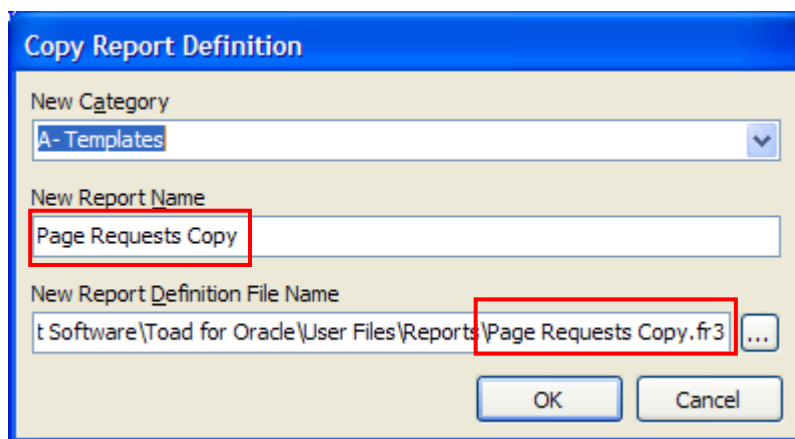 Copy Report Definition
New Category
A- Templates
New Report Name
Page Requests Copy
New Report Definition File Name
t Software\Toad for Oracle\User Files\Reports\Page Requests Copy.fr3
...
OK Cancel